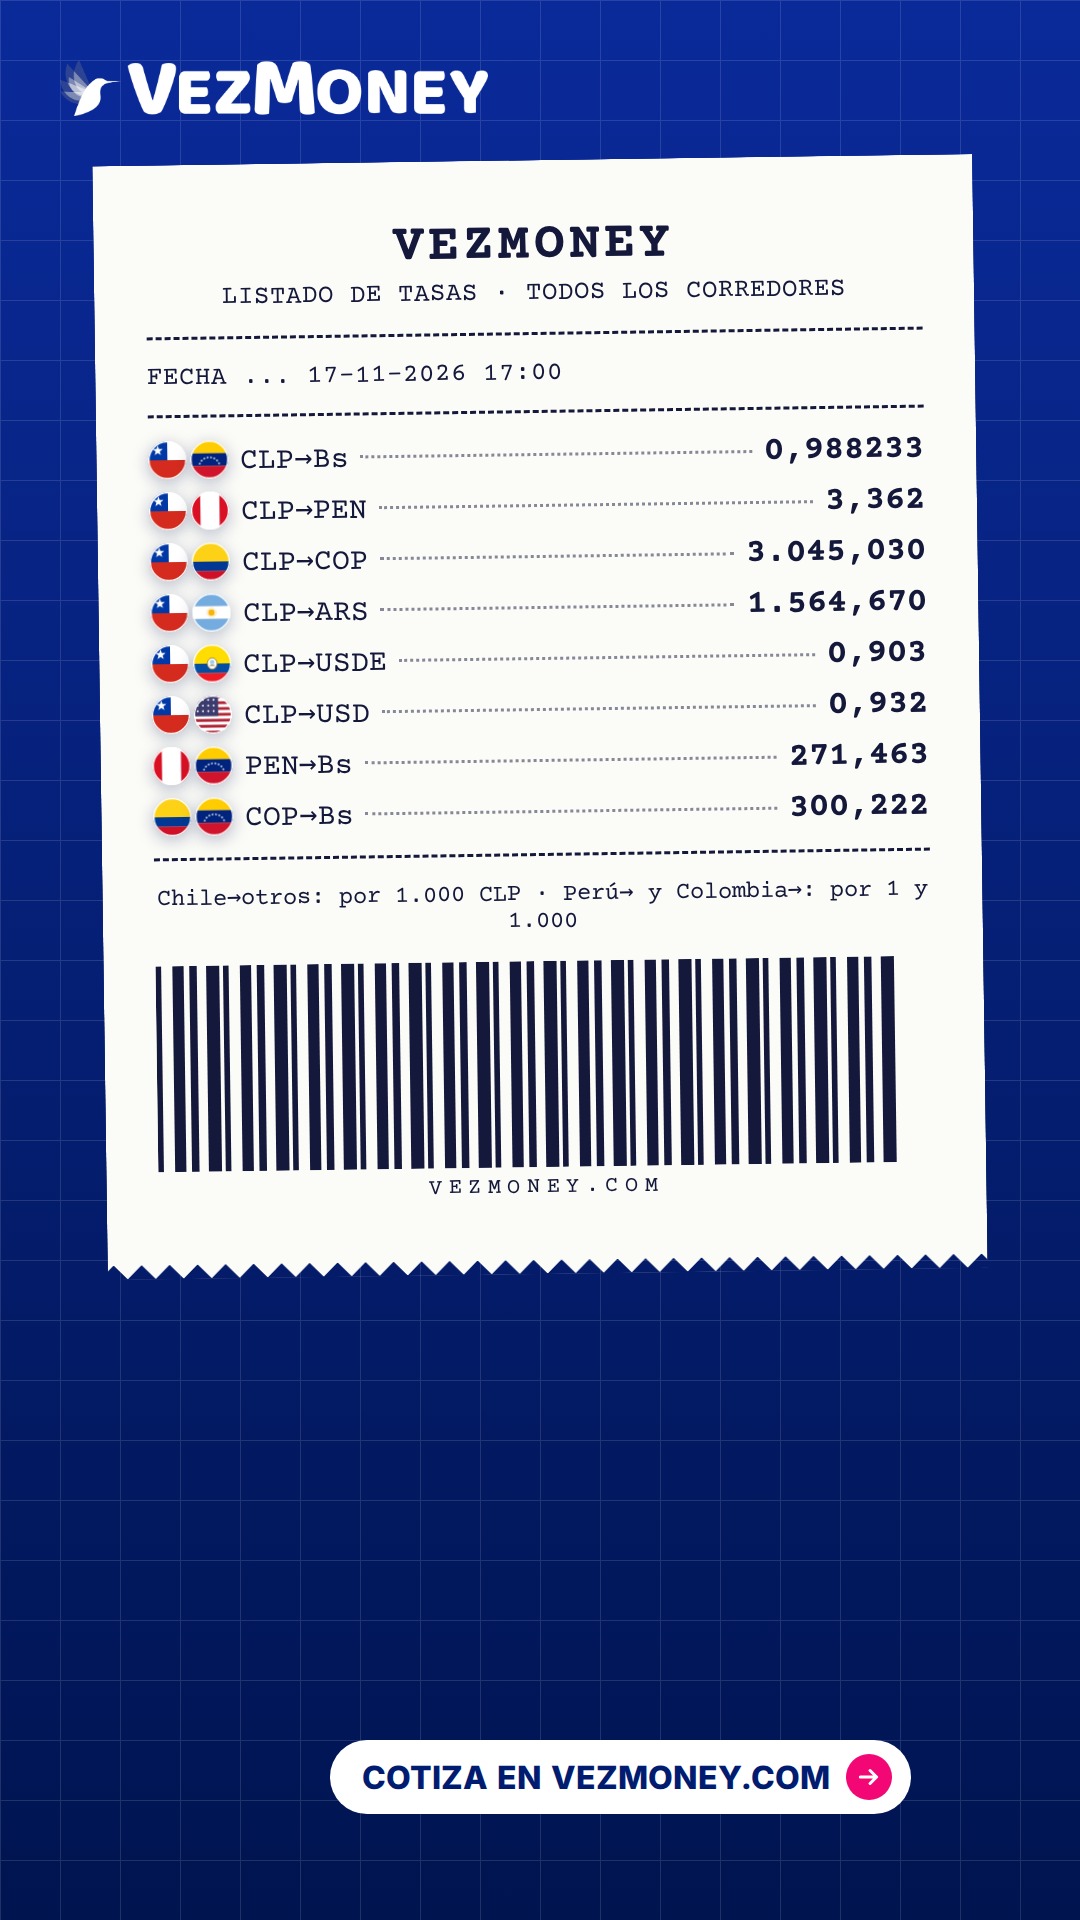 VEZMONEY
VEZMONEY
LISTADO DE TASAS · TODOS LOS CORREDORES
FECHA ... 17-11-2026 17:00
CLP→Bs 0,988233
CLP→PEN 3,362
CLP→COP 3.045,030
CLP→ARS 1.564,670
CLP→USDE 0,903
CLP→USD 0,932
PEN→Bs 271,463
COP→Bs 300,222
Chile→otros: por 1.000 CLP · Perú→ y Colombia→: por 1 y
1.000
VEZMONEY.COM
COTIZA EN VEZMONEY.COM